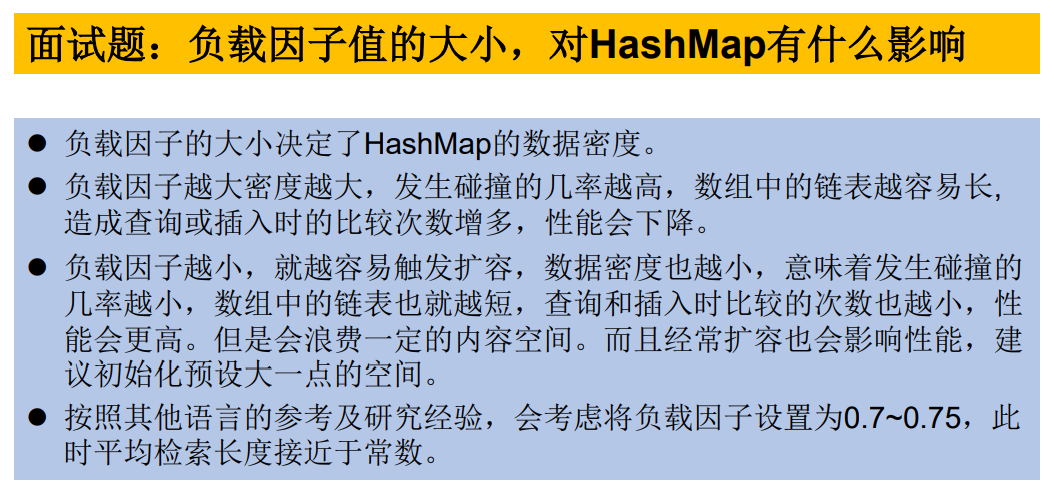 面试题：负载因子值的大小，对HashMap有什么影响
● 负载因子的大小决定了HashMap的数据密度。
● 负载因子越大密度越大，发生碰撞的几率越高，数组中的链表越容易长,
造成查询或插入时的比较次数增多，性能会下降。
● 负载因子越小，就越容易触发扩容，数据密度也越小，意味着发生碰撞的
几率越小，数组中的链表也就越短，查询和插入时比较的次数也越小，性
能会更高。但是会浪费一定的内容空间。而且经常扩容也会影响性能，建
议初始化预设大一点的空间。
● 按照其他语言的参考及研究经验，会考虑将负载因子设置为0.7~0.75，此
时平均检索长度接近于常数。